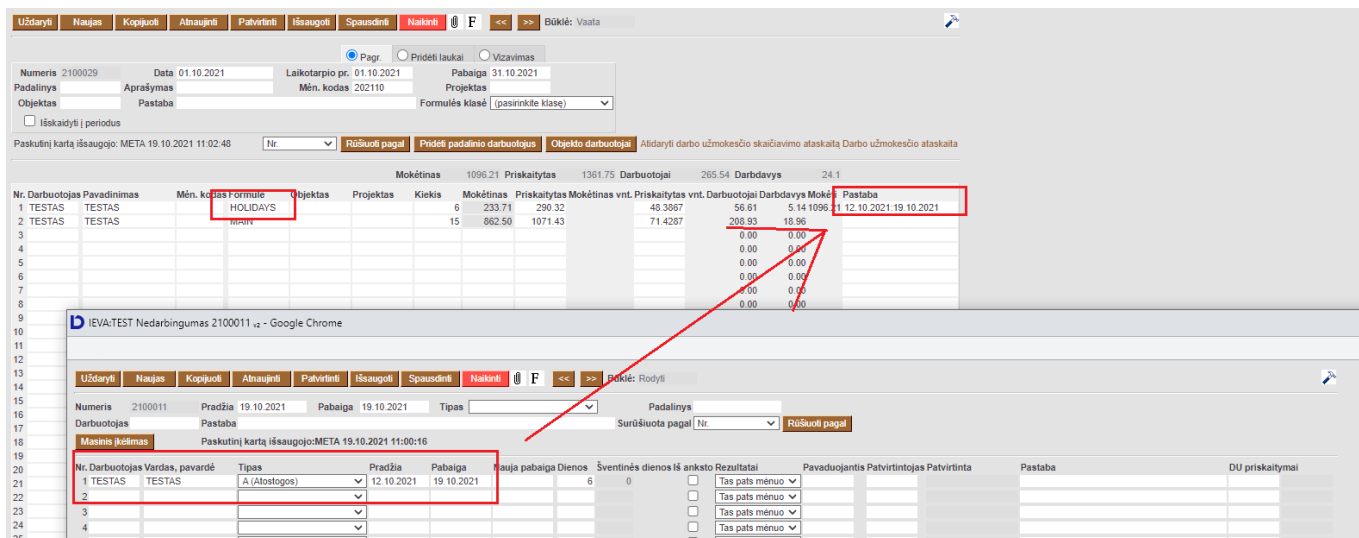 Uždaryti Naujas Kopijuoti Atnaujinti Patvirtinti Išsaugoti Spausdinti Naikinti F << >> Būklė: Vaata
Pagr. Pridėti laukai Vizavimas
Numeris 2100029 Data 01.10.2021 Laikotarpio pr. 01.10.2021 Pabaiga 31.10.2021
Padalinys Aprašymas Mėn. kodas 202110 Projektas
Objektas Pastaba Formulės klasė (pasirinkite klasę)
Išskaidyti į periodus
Paskutinį kartą išsaugojo: META 19.10.2021 11:02:48 Nr. Rūšiuoti pagal Pridėti padalinio darbuotojus Objekto darbuotojai Atidaryti darbo užmokesčio skaičiavimo ataskaitą Darbo užmokesčio ataskaita
Mokėtinas 1096.21 Priskaitytas 1361.75 Darbuotojai 265.54 Darbdavys 24.1
Nr. Darbuotojas Pavadinimas Mėn. kodas Formulė Objektas Projektas Kiekis Mokėtinas Priskaitytas Mokėtinas vnt. Priskaitytas vnt. Darbuotojai Darbdavys Mokėti Pastaba
1 TESTAS TESTAS HOLIDAYS 6 233.71 290.32 48.3867 56.61 5.14 1096.21 12.10.2021:19.10.2021
2 TESTAS TESTAS MAIN 15 862.50 1071.43 71.4287 208.93 18.96
3 0.00 0.00
4 0.00 0.00
5 0.00 0.00
6 0.00 0.00
7 0.00 0.00
8 0.00 0.00
9
10
11
12
13
14
15
16
17
18
19
20
21
22
23
24
IEVA:TEST Nedarbingumas 2100011 v2 - Google Chrome
Uždaryti Naujas Kopijuoti Atnaujinti Patvirtinti Išsaugoti Spausdinti Naikinti F << >> Būklė: Rodyti
Numeris 2100011 Pradžia 19.10.2021 Pabaiga 19.10.2021 Tipas Padalinys
Darbuotojas Pastaba Surūšiuota pagal Nr. Rūšiuoti pagal
Masinis įkėlimas Paskutinį kartą išsaugojo:META 19.10.2021 11:00:16
Nr. Darbuotojas Vardas, pavardė Tipas Pradžia Pabaiga Nauja pabaiga Dienos Šventinės dienos Iš anksto Rezultatai Pavaduojantis Patvirtintojas Patvirtinta Pastaba DU priskaitymai
1 TESTAS TESTAS A (Atostogos) 12.10.2021 19.10.2021 6 0 Tas pats mėnuo
2 Tas pats mėnuo
3 Tas pats mėnuo
4 Tas pats mėnuo